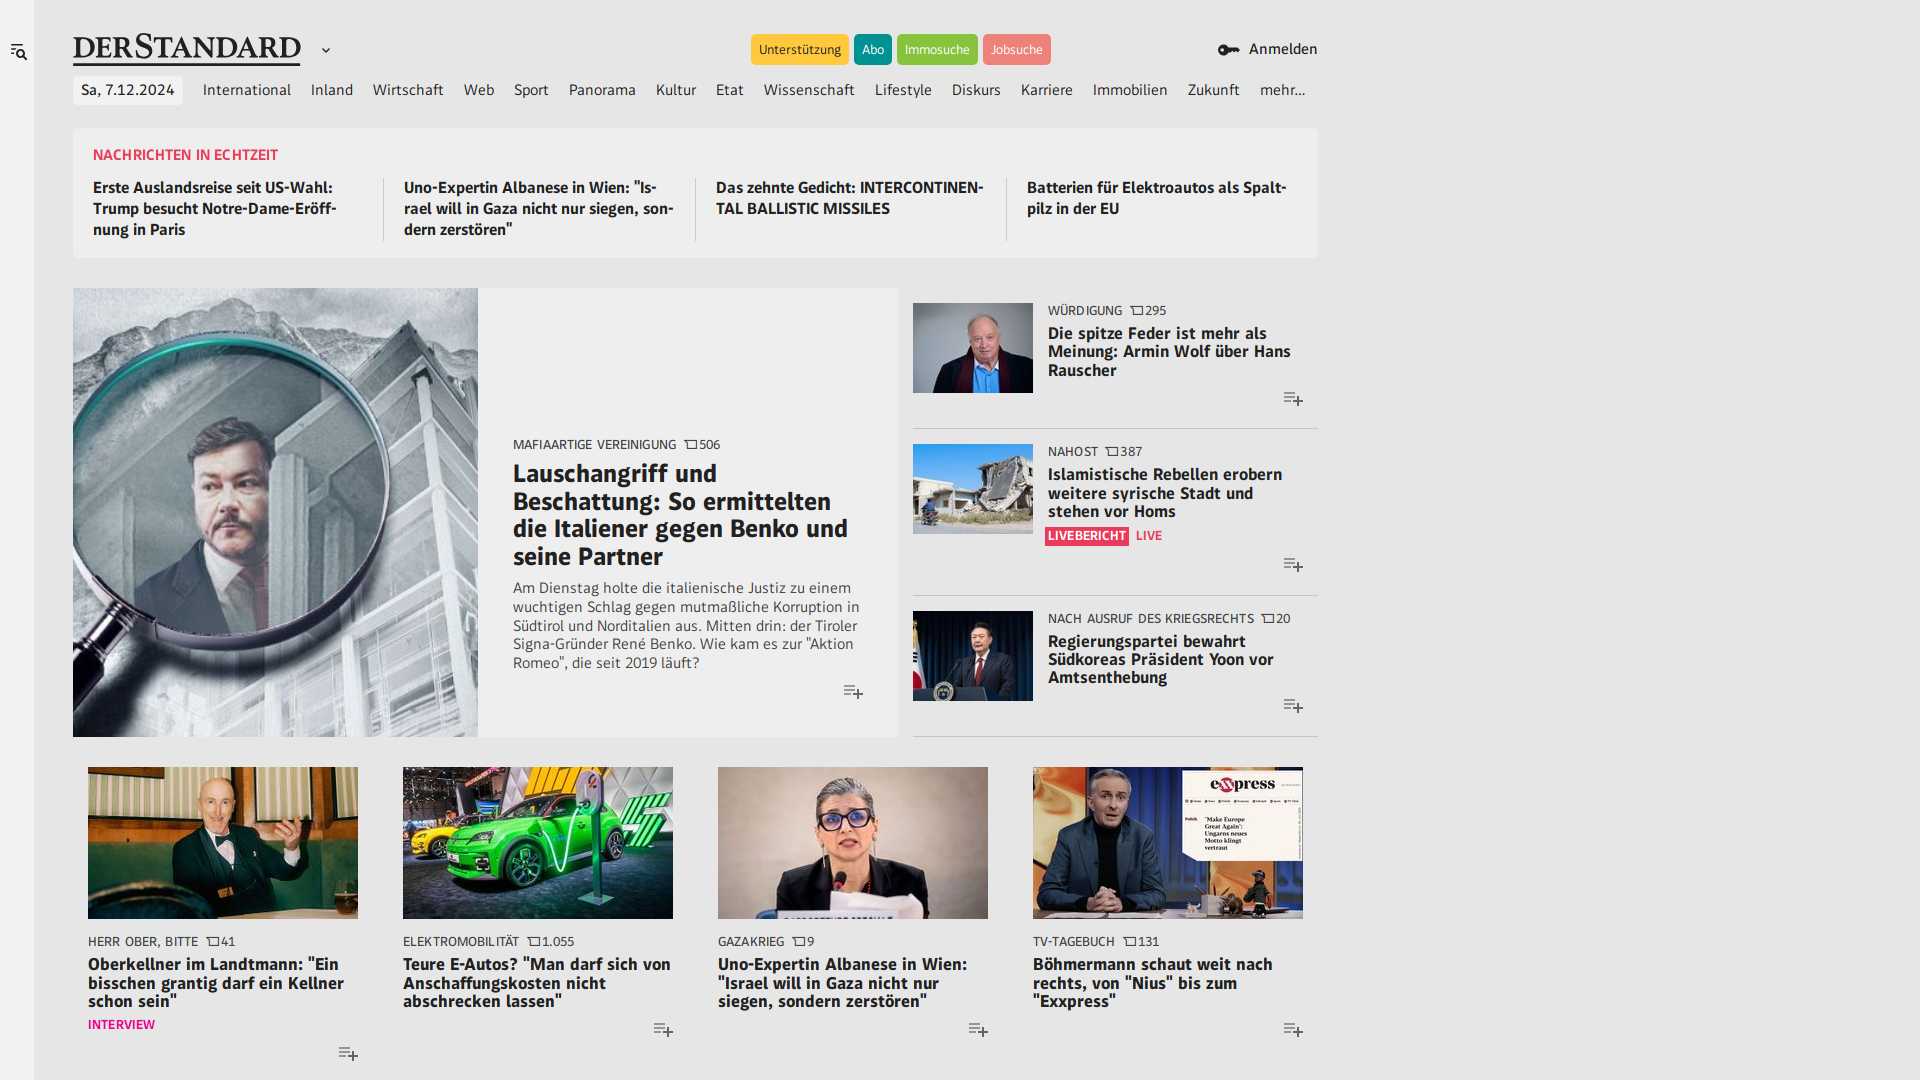 DERSTANDARD
Unterstützung
Abo
Immosuche
Jobsuche
Anmelden
Sa, 7.12.2024
International
Inland
Wirtschaft
Web
Sport
Panorama
Kultur
Etat
Wissenschaft
Lifestyle
Diskurs
Karriere
Immobilien
Zukunft
mehr...
NACHRICHTEN IN ECHTZEIT
Erste Auslandsreise seit US-Wahl:
Trump besucht Notre-Dame-Eröff-
nung in Paris
Uno-Expertin Albanese in Wien: "Is-
rael will in Gaza nicht nur siegen, son-
dern zerstören"
Das zehnte Gedicht: INTERCONTINEN-
TAL BALLISTIC MISSILES
Batterien für Elektroautos als Spalt-
pilz in der EU
MAFIAARTIGE VEREINIGUNG 506
Lauschangriff und
Beschattung: So ermittelten
die Italiener gegen Benko und
seine Partner
Am Dienstag holte die italienische Justiz zu einem
wuchtigen Schlag gegen mutmaßliche Korruption in
Südtirol und Norditalien aus. Mitten drin: der Tiroler
Signa-Gründer René Benko. Wie kam es zur "Aktion
Romeo", die seit 2019 läuft?
WÜRDIGUNG 295
Die spitze Feder ist mehr als
Meinung: Armin Wolf über Hans
Rauscher
NAHOST 387
Islamistische Rebellen erobern
weitere syrische Stadt und
stehen vor Homs
LIVEBERICHT LIVE
NACH AUSRUF DES KRIEGSRECHTS 20
Regierungspartei bewahrt
Südkoreas Präsident Yoon vor
Amtsenthebung
HERR OBER, BITTE 41
Oberkellner im Landtmann: "Ein
bisschen grantig darf ein Kellner
schon sein"
INTERVIEW
ELEKTROMOBILITÄT 1.055
Teure E-Autos? "Man darf sich von
Anschaffungskosten nicht
abschrecken lassen"
GAZAKRIEG 9
Uno-Expertin Albanese in Wien:
"Israel will in Gaza nicht nur
siegen, sondern zerstören"
exxpress
Politik
"Make Europe
Great Again":
Ungarns neues
Motto klingt
vertraut
TV-TAGEBUCH 131
Böhmermann schaut weit nach
rechts, von "Nius" bis zum
"Exxpress"